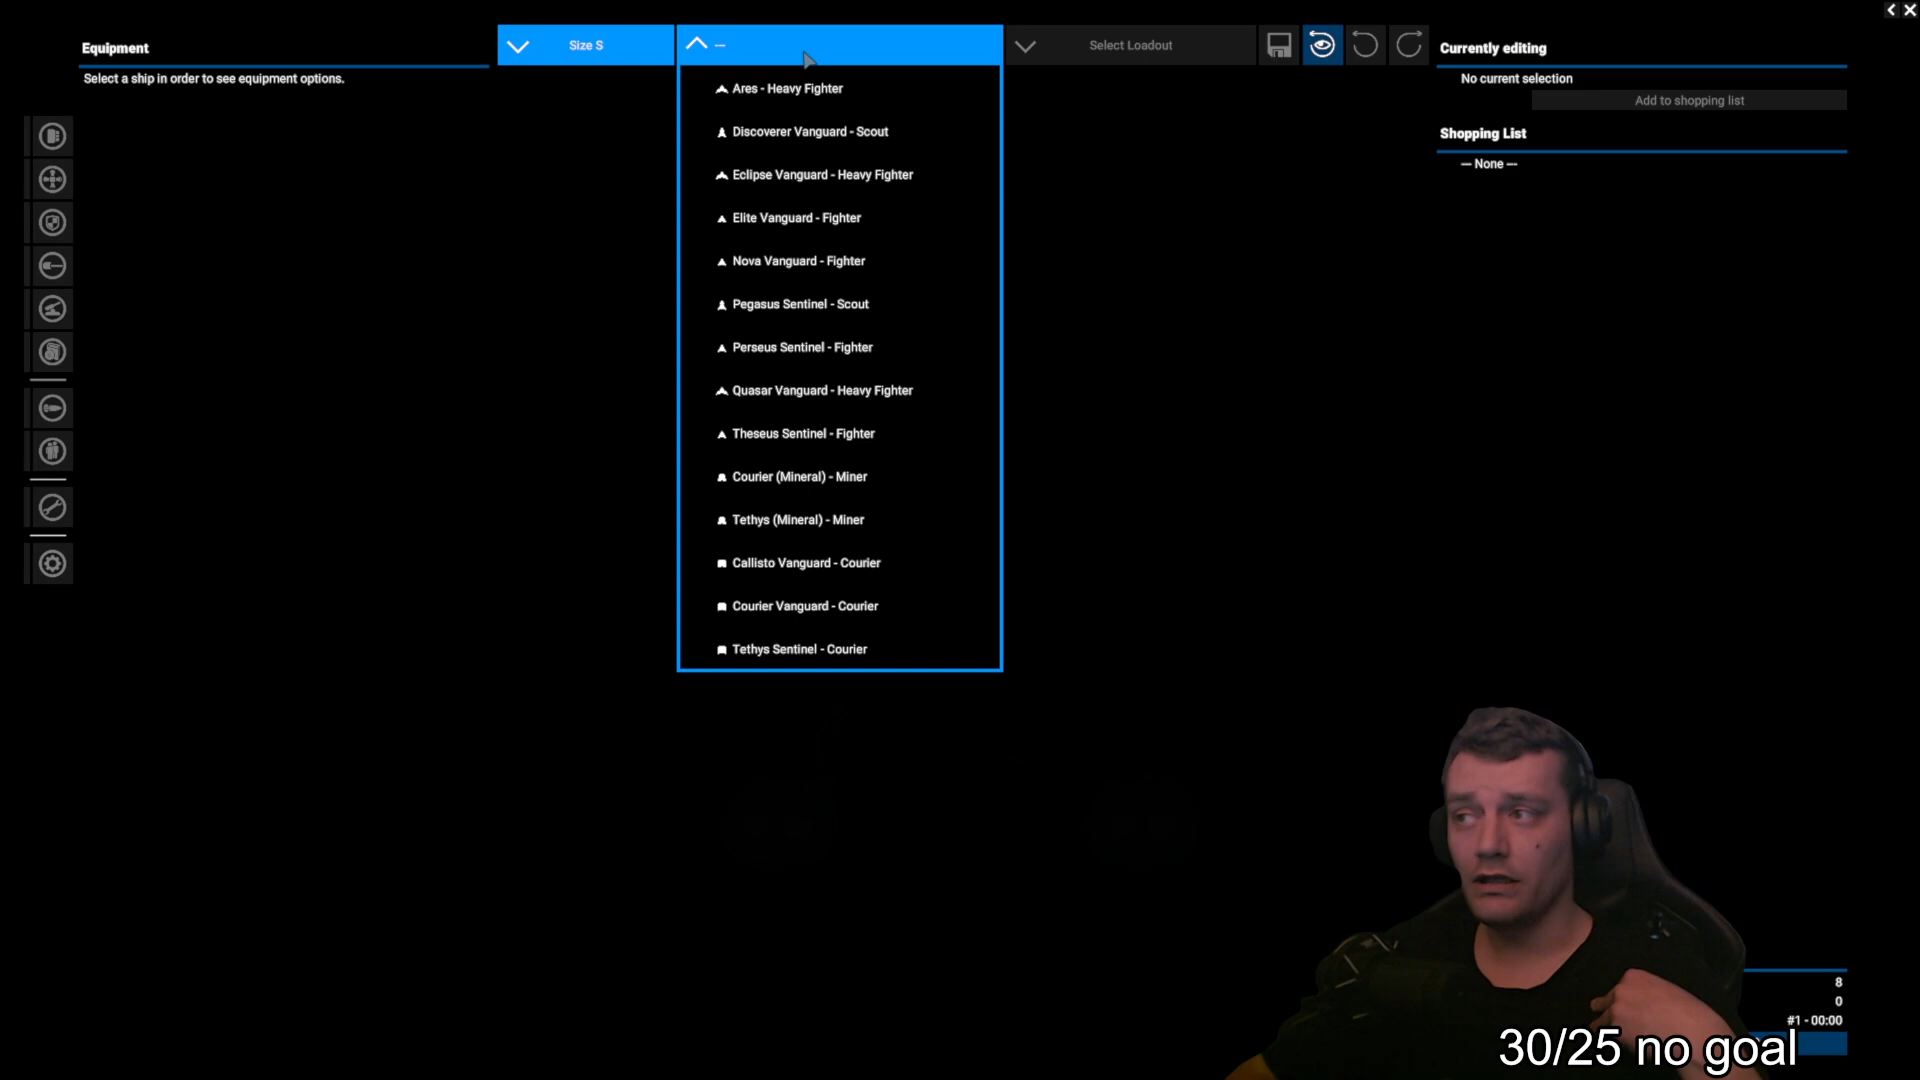 Equipment
Select a ship in order to see equipment options.
Size S
---
Select Loadout
Ares - Heavy Fighter
Discoverer Vanguard - Scout
Eclipse Vanguard - Heavy Fighter
Elite Vanguard - Fighter
Nova Vanguard - Fighter
Pegasus Sentinel - Scout
Perseus Sentinel - Fighter
Quasar Vanguard - Heavy Fighter
Theseus Sentinel - Fighter
Courier (Mineral) - Miner
Tethys (Mineral) - Miner
Callisto Vanguard - Courier
Courier Vanguard - Courier
Tethys Sentinel - Courier
Currently editing
No current selection
Add to shopping list
Shopping List
--- None ---
8
0
#1 - 00:00
30/25 no goal